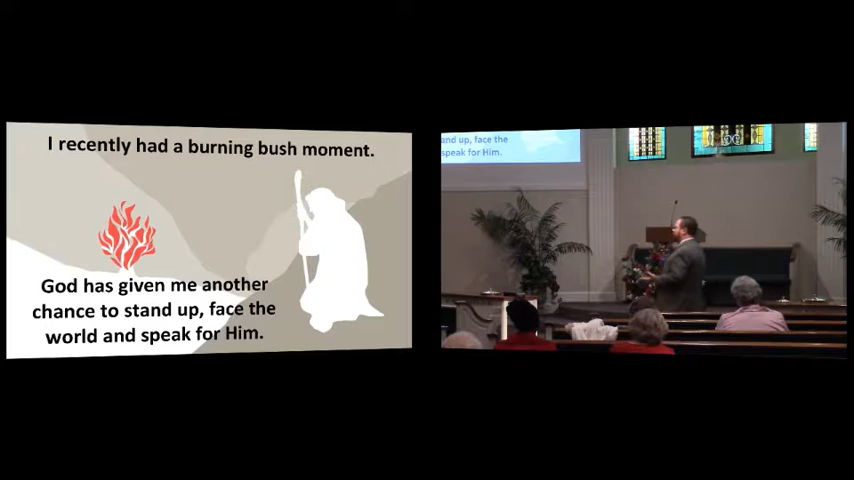 I recently had a burning bush moment.
God has given me another
chance to stand up, face the
world and speak for Him.
and up, face the
speak for Him.